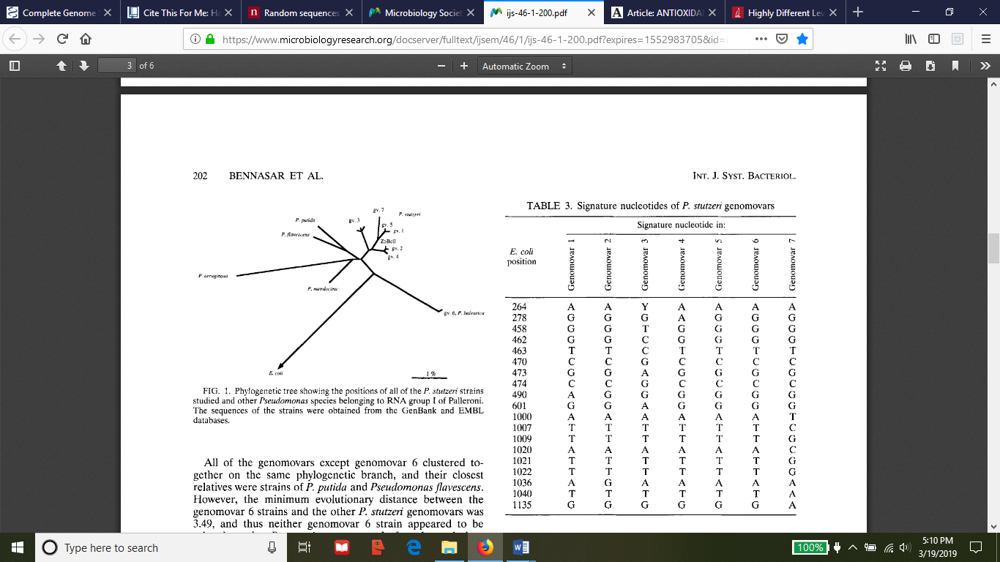 Complete Genome S
Cite This For Me: Ha
Random sequences
Microbiology Societ
ijs-46-1-200.pdf
Article: ANTIOXIDA
Highly Different Lev
https://www.microbiologyresearch.org/docserver/fulltext/ijsem/46/1/ijs-46-1-200.pdf?expires=1552983705&id=
3 of 6
Automatic Zoom
202 BENNASAR ET AL.
INT. J. SYST. BACTERIOL.
gv. 7
P. stutzeri
P. putida
gv. 3
gv. 5
gv. 1
P. flavescens
ZoBell
gv. 2
gv. 4
P. aeruginosa
P. mendocina
gv. 6, P. balearica
E. coli
1 %
FIG. 1. Phylogenetic tree showing the positions of all of the P. stutzeri strains
studied and other Pseudomonas species belonging to RNA group I of Palleroni.
The sequences of the strains were obtained from the GenBank and EMBL
databases.
All of the genomovars except genomovar 6 clustered to-
gether on the same phylogenetic branch, and their closest
relatives were strains of P. putida and Pseudomonas flavescens.
However, the minimum evolutionary distance between the
genomovar 6 strains and the other P. stutzeri genomovars was
3.49, and thus neither genomovar 6 strain appeared to be
TABLE 3. Signature nucleotides of P. stutzeri genomovars
Signature nucleotide in:
E. coli
position
Genomovar 1
Genomovar 2
Genomovar 3
Genomovar 4
Genomovar 5
Genomovar 6
Genomovar 7
264 A A Y A A A A
278 G G G A G G G
458 G G T G G G G
462 G G C G G G G
463 T T C T T T T
470 C C G C C C C
473 G G A G G G G
474 C C G C C C C
490 A G G G G G G
601 G G A G G G G
1000 A A A A A A T
1007 T T T T T T C
1009 T T T T T T G
1020 A A A A A A C
1021 T T T T T T G
1022 T T T T T T G
1036 A G A A A A A
1040 T T T T T T A
1135 G G G G G G A
Type here to search
100%
5:10 PM
3/19/2019